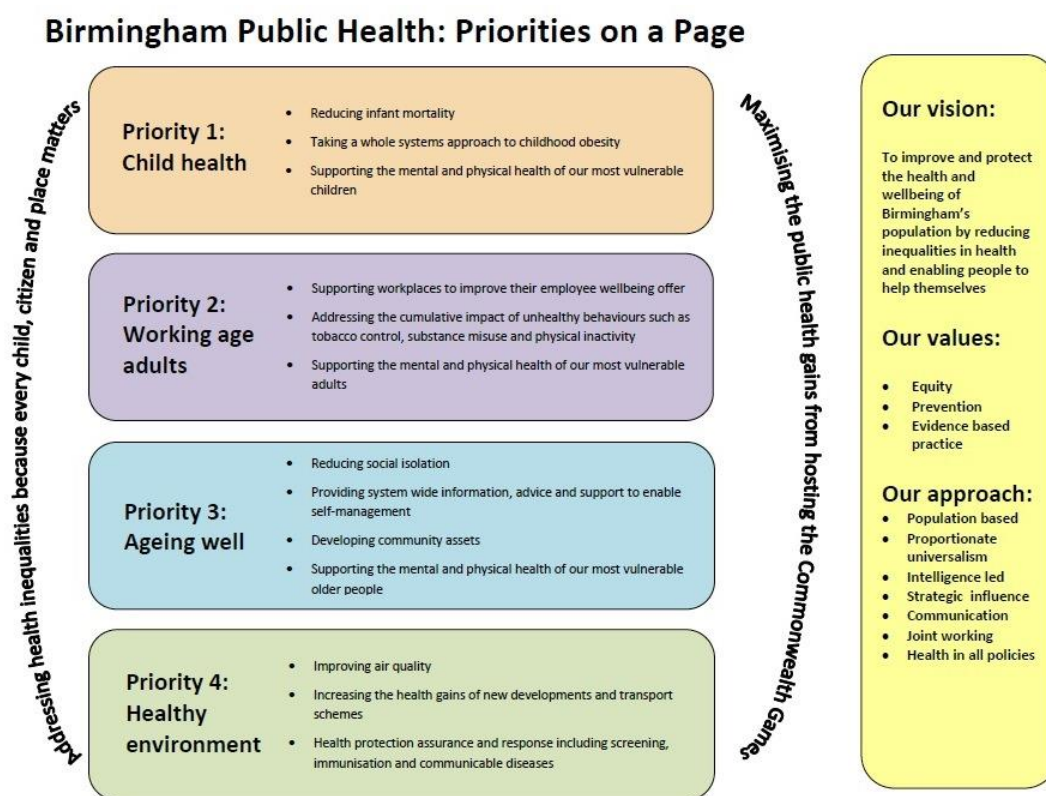 Birmingham Public Health: Priorities on a Page
Addressing health inequalities because every child, citizen and place matters
Priority 1:
Child health
• Reducing infant mortality
• Taking a whole systems approach to childhood obesity
• Supporting the mental and physical health of our most vulnerable
children
Priority 2:
Working age
adults
• Supporting workplaces to improve their employee wellbeing offer
• Addressing the cumulative impact of unhealthy behaviours such as
tobacco control, substance misuse and physical inactivity
• Supporting the mental and physical health of our most vulnerable
adults
Priority 3:
Ageing well
• Reducing social isolation
• Providing system wide information, advice and support to enable
self-management
• Developing community assets
• Supporting the mental and physical health of our most vulnerable
older people
Priority 4:
Healthy
environment
• Improving air quality
• Increasing the health gains of new developments and transport
schemes
• Health protection assurance and response including screening,
immunisation and communicable diseases
Maximising the public health gains from hosting the Commonwealth Games
Our vision:
To improve and protect
the health and
wellbeing of
Birmingham's
population by reducing
inequalities in health
and enabling people to
help themselves
Our values:
• Equity
• Prevention
• Evidence based
practice
Our approach:
• Population based
• Proportionate
universalism
• Intelligence led
• Strategic influence
• Communication
• Joint working
• Health in all policies